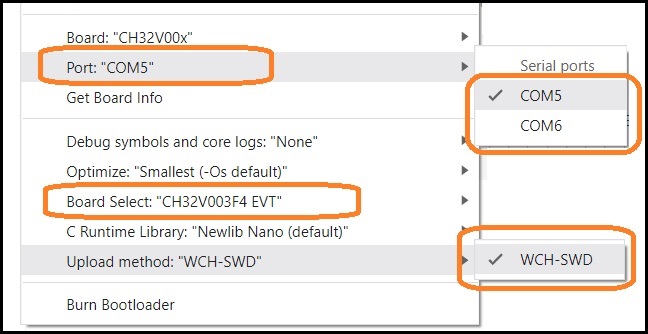 Board: "CH32V00x"
Port: "COM5"
Serial ports
COM5
COM6
Get Board Info
Debug symbols and core logs: "None"
Optimize: "Smallest (-Os default)"
Board Select: "CH32V003F4 EVT"
C Runtime Library: "Newlib Nano (default)"
Upload method: "WCH-SWD"
WCH-SWD
Burn Bootloader